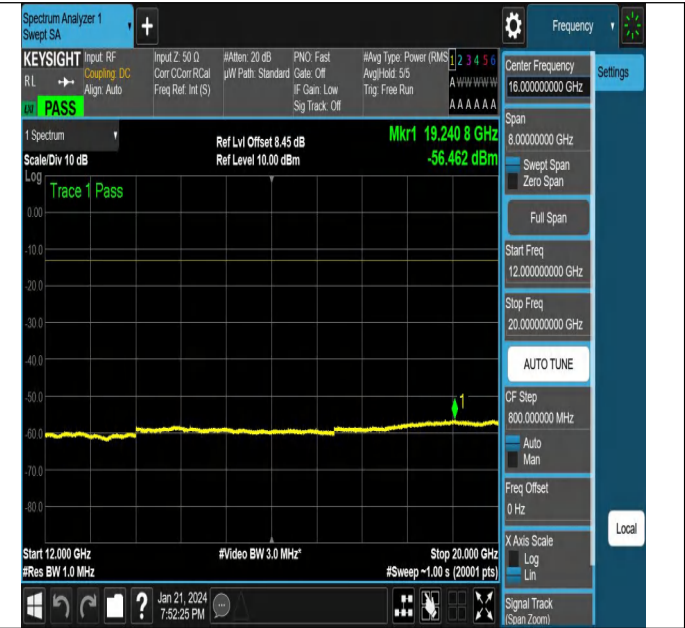 Spectrum Analyzer 1
Swept SA
Frequency
KEYSIGHT
RL
PASS
Input: RF
Coupling: DC
Align: Auto
Input Z: 50 Ω
Corr CCorr RCal
Freq Ref: Int (S)
#Atten: 20 dB
µW Path: Standard
PNO: Fast
Gate: Off
IF Gain: Low
Sig Track: Off
#Avg Type: Power (RMS
Avg|Hold: 5/5
Trig: Free Run
1 2 3 4 5 6
A W W W W W
A A A A A A
Center Frequency
16.000000000 GHz
Settings
1 Spectrum
Scale/Div 10 dB
Ref Lvl Offset 8.45 dB
Ref Level 10.00 dBm
Mkr1 19.240 8 GHz
-56.462 dBm
Span
8.00000000 GHz
Swept Span
Zero Span
Full Span
Start Freq
12.000000000 GHz
Stop Freq
20.000000000 GHz
AUTO TUNE
CF Step
800.000000 MHz
Auto
Man
Freq Offset
0 Hz
X Axis Scale
Log
Lin
Local
Signal Track
(Span Zoom)
Log
Trace 1 Pass
0.00
-10.0
-20.0
-30.0
-40.0
-50.0
1
-60.0
-70.0
-80.0
Start 12.000 GHz
#Video BW 3.0 MHz*
Stop 20.000 GHz
#Res BW 1.0 MHz
#Sweep ~1.00 s (20001 pts)
?
Jan 21, 2024
7:52:25 PM